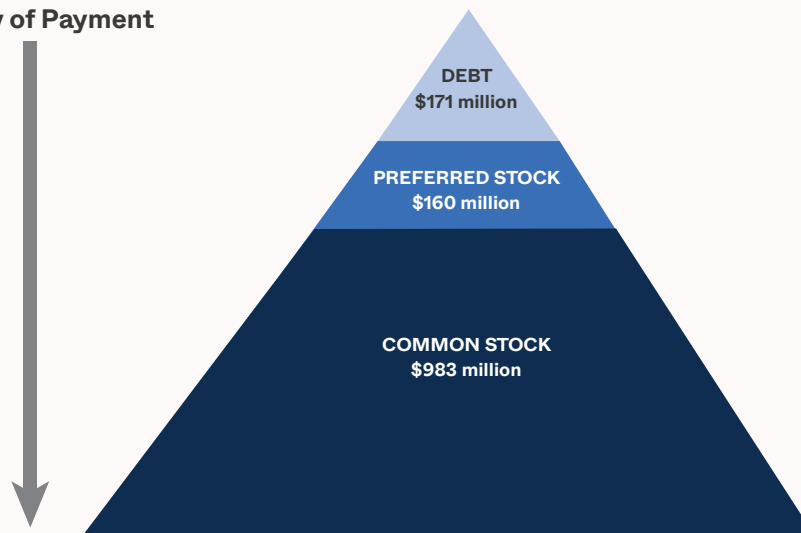 of Payment
DEBT
$171 million
PREFERRED STOCK
$160 million
COMMON STOCK
$983 million